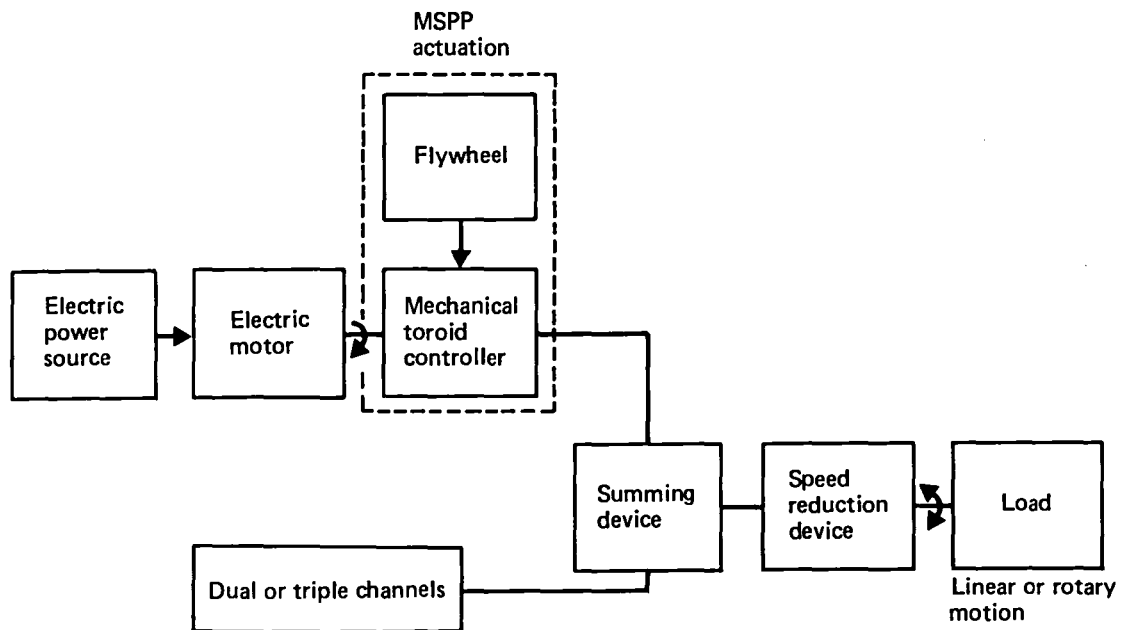 MSPP
actuation
Flywheel
Electric
power
source
Electric
motor
Mechanical
toroid
controller
Summing
device
Speed
reduction
device
Load
Linear or rotary
motion
Dual or triple channels